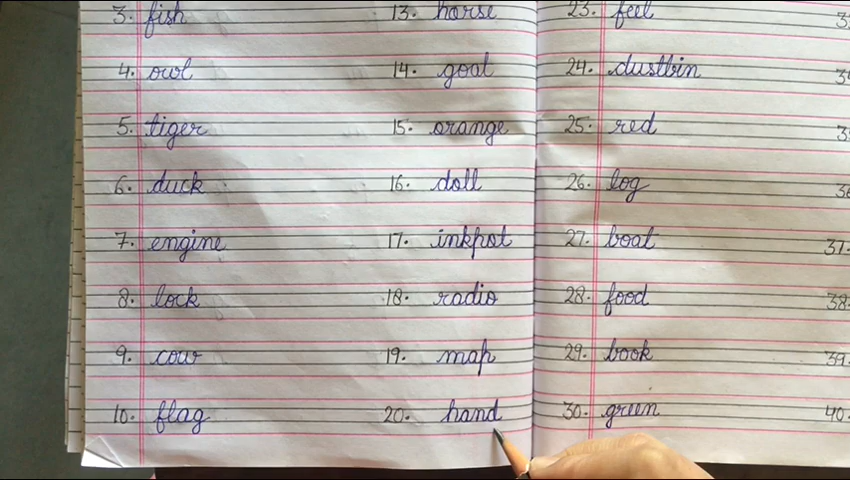 3. fish
4. owl
5. tiger
6. duck
7. engine
8. lock
9. cow
10. flag
13. horse
14. goat
15. orange
16. doll
17. inkpot
18. radio
19. map
20. hand
23. feel
24. dustbin
25. red
26. log
27. boat
28. food
29. book
30. green
37.
38.
39.
40.